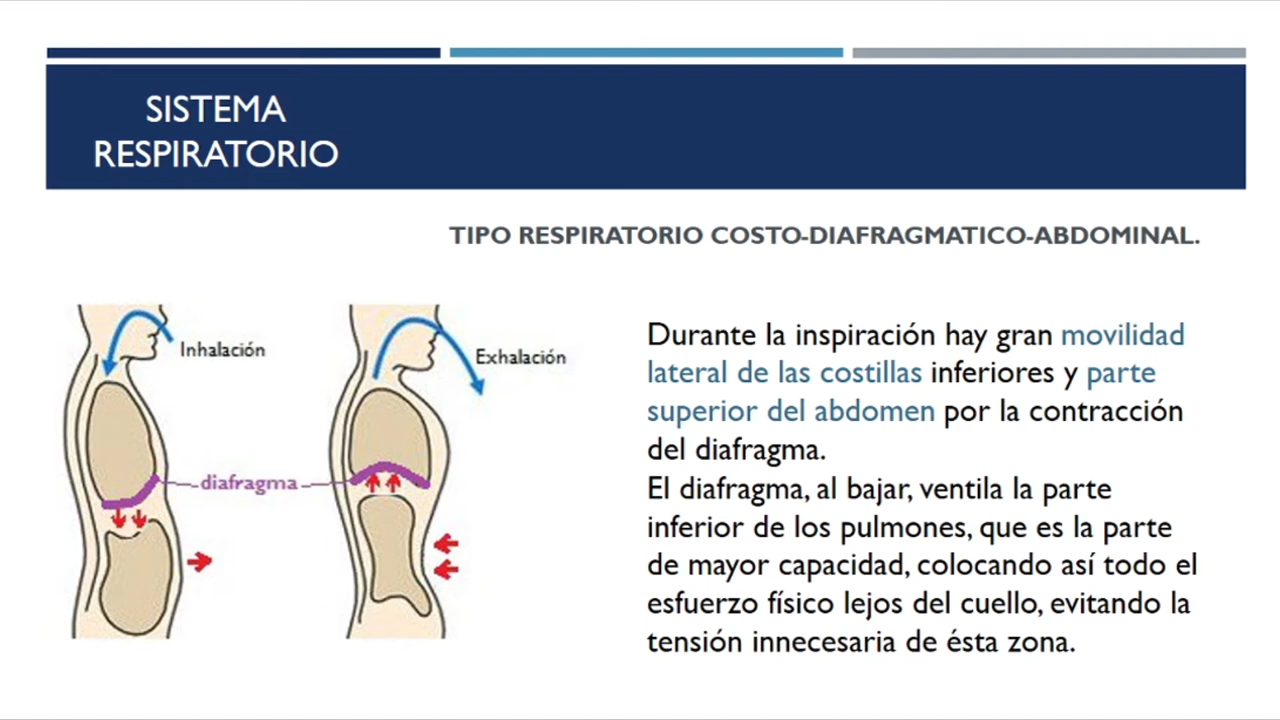 SISTEMA
RESPIRATORIO
TIPO RESPIRATORIO COSTO-DIAFRAGMATICO-ABDOMINAL.
Inhalación
Exhalación
diafragma
Durante la inspiración hay gran movilidad
lateral de las costillas inferiores y parte
superior del abdomen por la contracción
del diafragma.
El diafragma, al bajar, ventila la parte
inferior de los pulmones, que es la parte
de mayor capacidad, colocando así todo el
esfuerzo físico lejos del cuello, evitando la
tensión innecesaria de ésta zona.